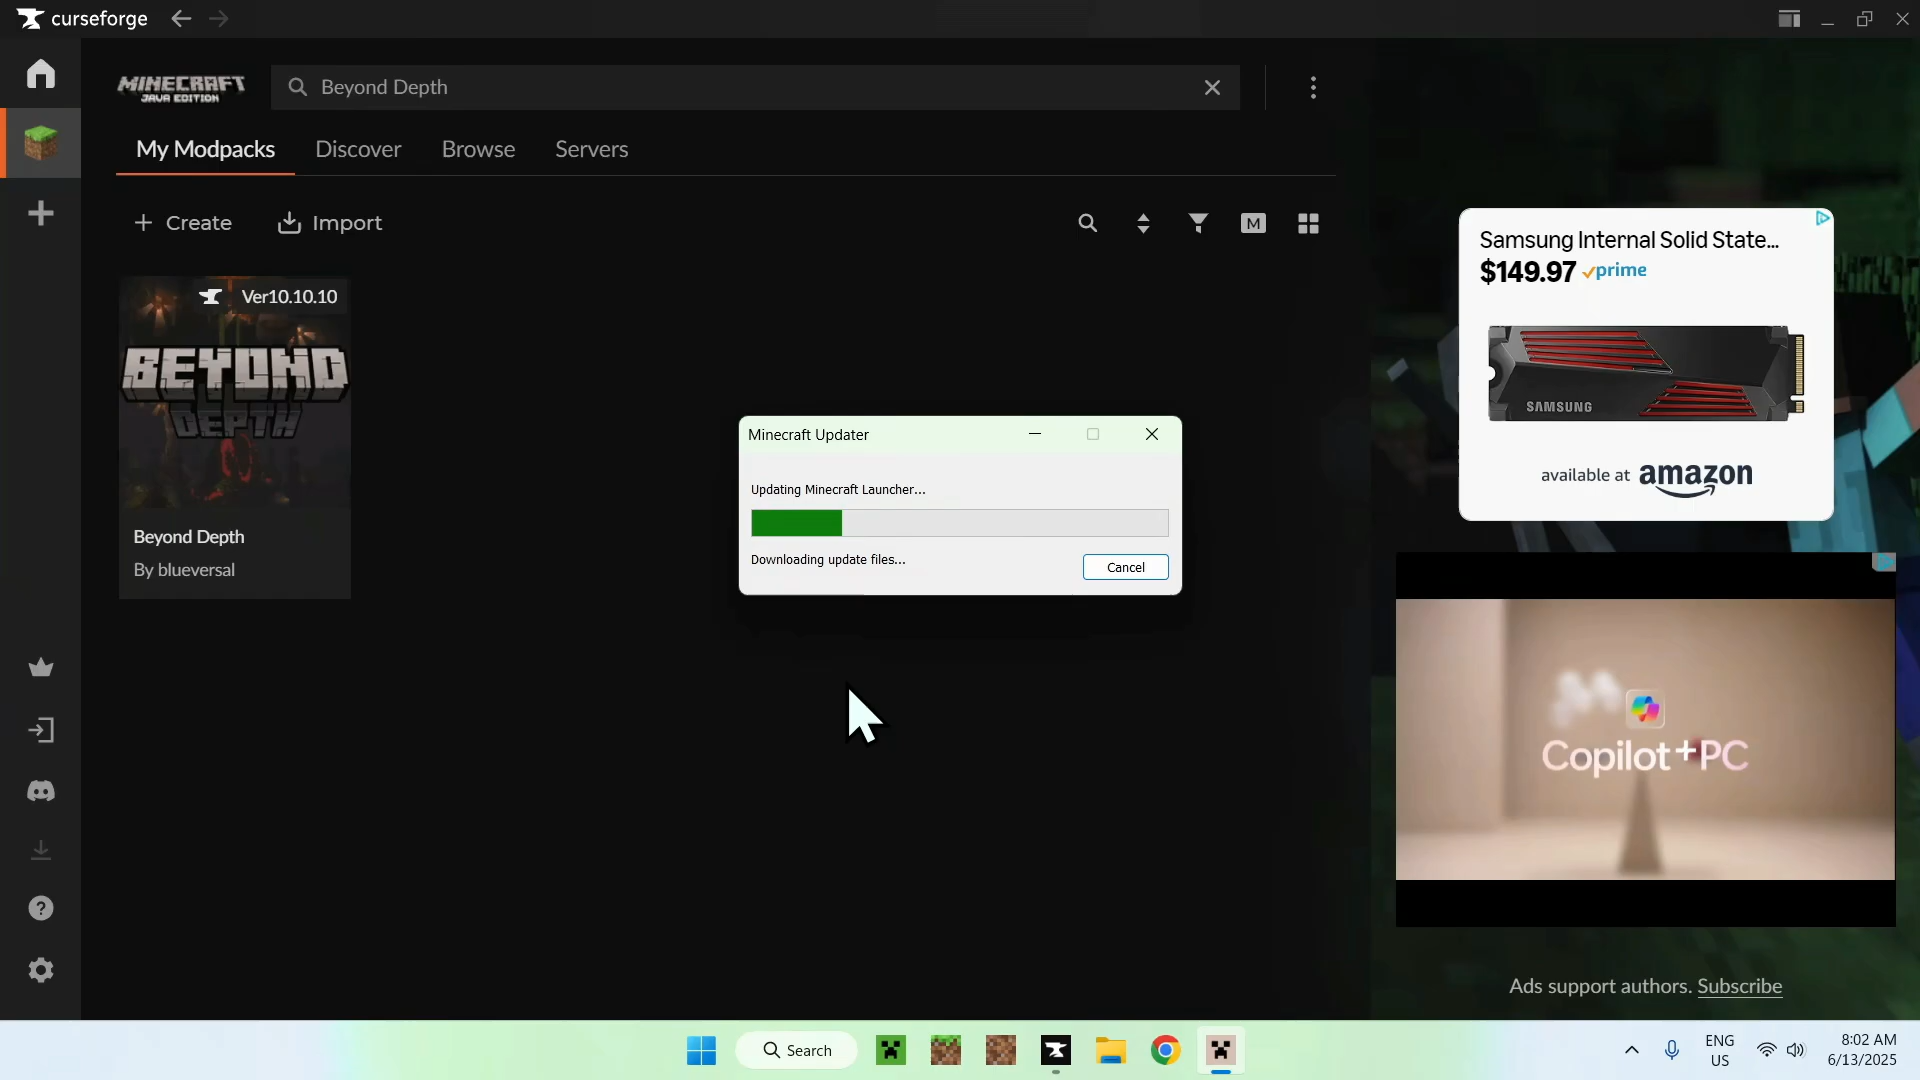 curseforge
MINECRAFT
JAVA EDITION
Beyond Depth
My Modpacks
Discover
Browse
Servers
Create
Import
M
Ver10.10.10
BEYOND
DEPTH
Beyond Depth
By blueversal
Minecraft Updater
Updating Minecraft Launcher...
Downloading update files...
Cancel
Samsung Internal Solid State...
$149.97 prime
SAMSUNG
available at amazon
Copilot+PC
Ads support authors. Subscribe
Search
ENG
US
8:02 AM
6/13/2025